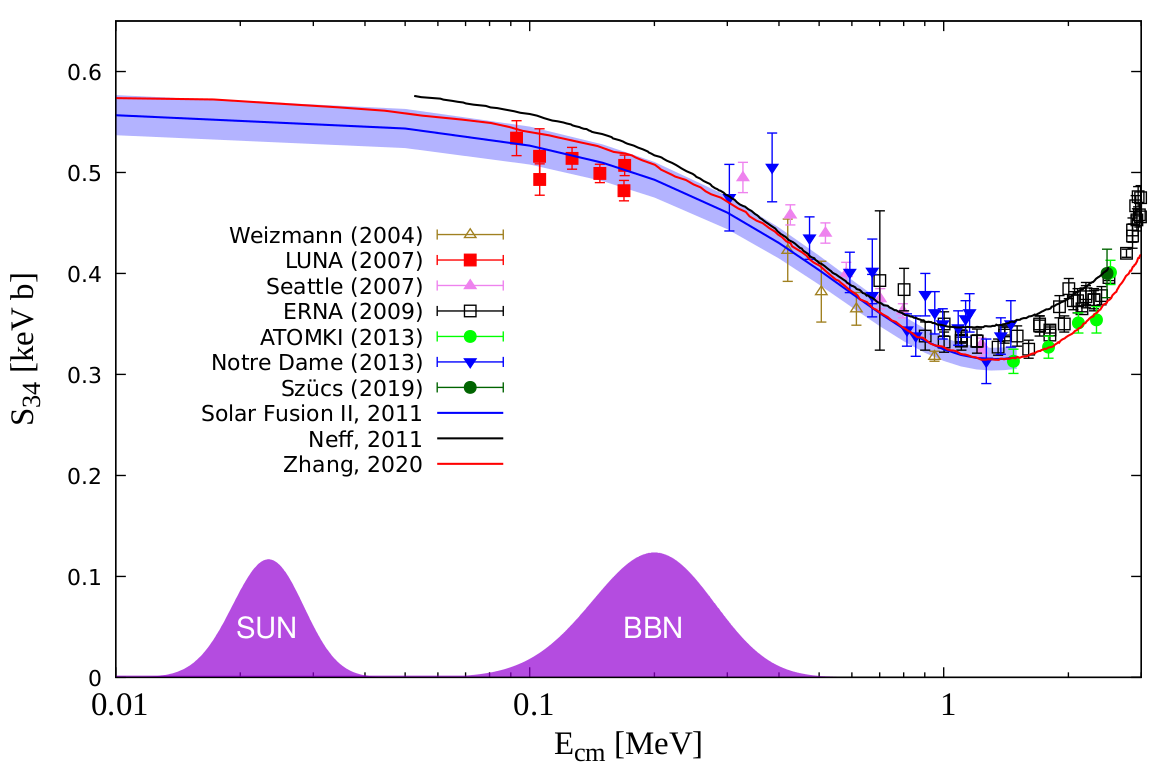 0.6
0.5
0.4
0.3
0.2
0.1
0
S34 [keV b]
Weizmann (2004)
LUNA (2007)
Seattle (2007)
ERNA (2009)
ATOMKI (2013)
Notre Dame (2013)
Szücs (2019)
Solar Fusion II, 2011
Neff, 2011
Zhang, 2020
SUN
BBN
0.01
0.1
1
Ecm [MeV]